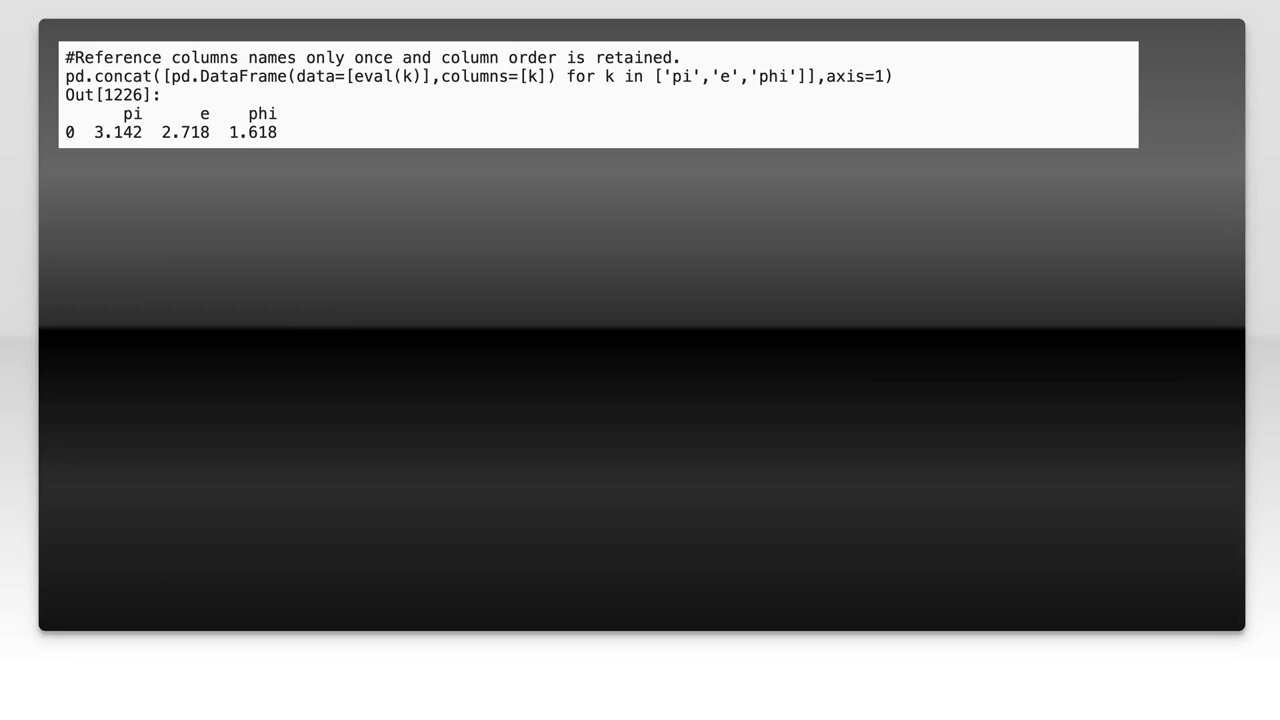 #Reference columns names only once and column order is retained.
pd.concat([pd.DataFrame(data=[eval(k)],columns=[k]) for k in ['pi','e','phi']],axis=1)
Out[1226]:
pi e phi
0 3.142 2.718 1.618